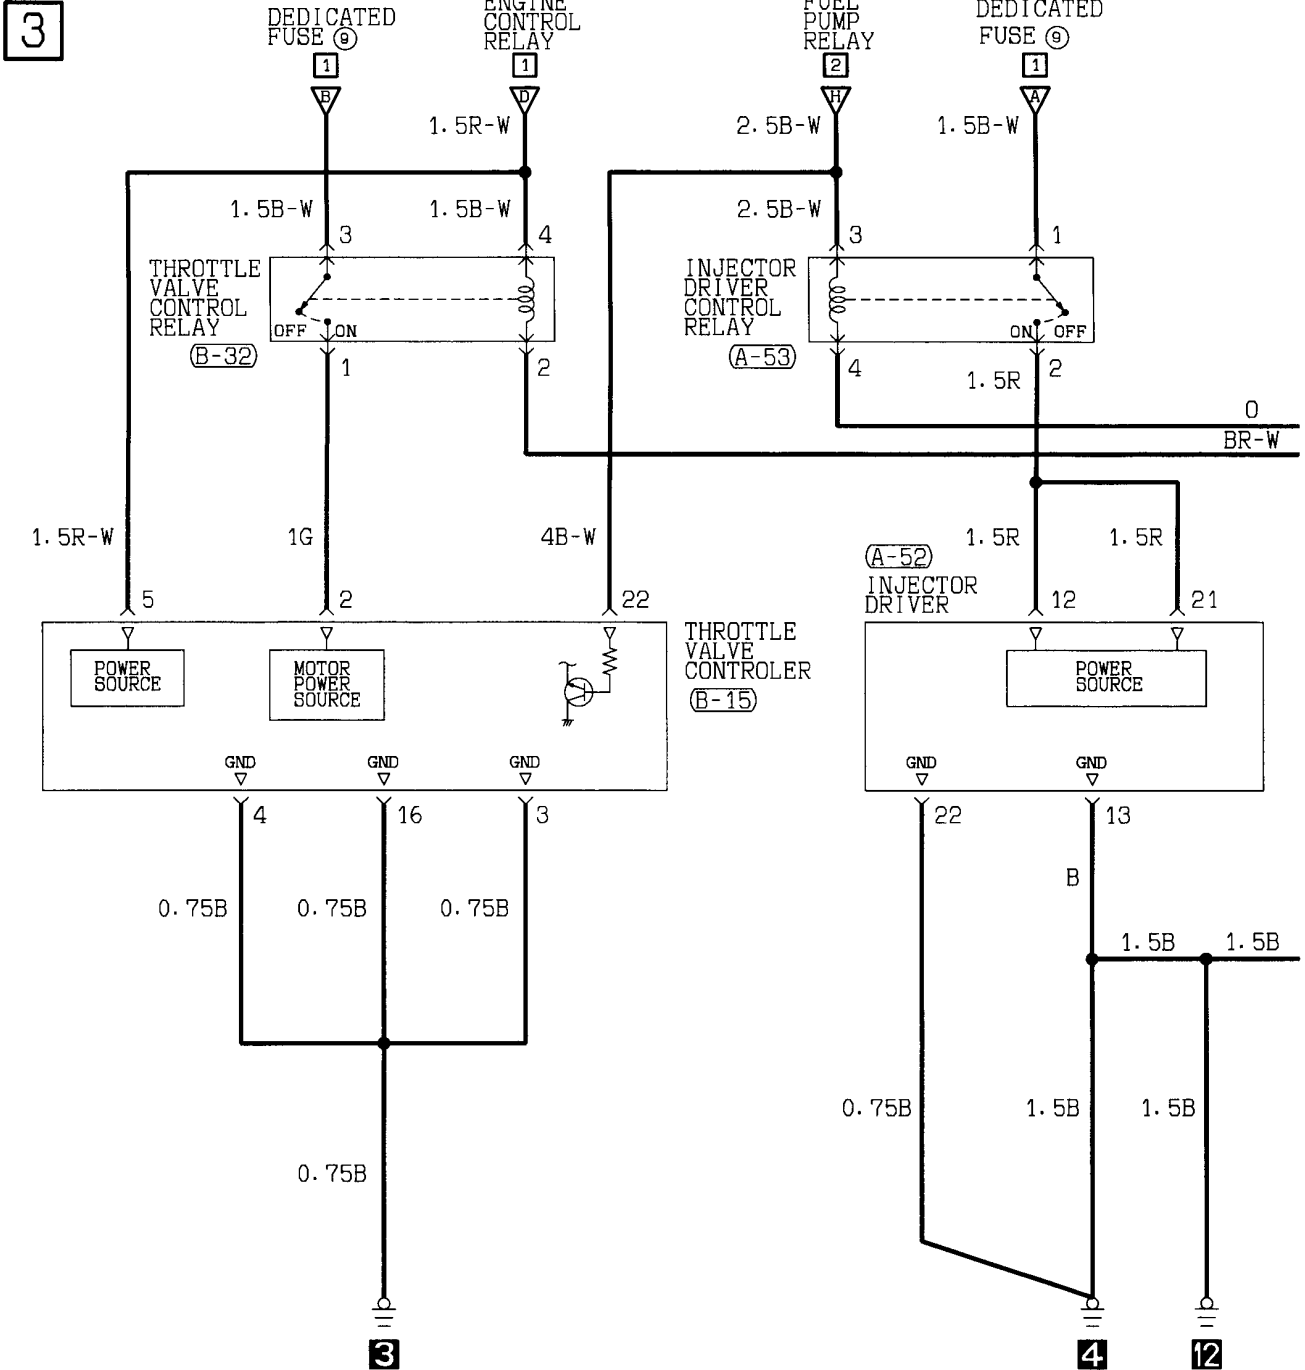 3
DEDICATED
FUSE ⑨
1
B
ENGINE
CONTROL
RELAY
1
D
FUEL
PUMP
RELAY
2
H
DEDICATED
FUSE ⑨
1
A
1.5R-W
2.5B-W
1.5B-W
1.5B-W
1.5B-W
2.5B-W
3
4
3
1
THROTTLE
VALVE
CONTROL
RELAY
B-32
OFF
ON
INJECTOR
DRIVER
CONTROL
RELAY
A-53
ON
OFF
1
2
4
1.5R
2
O
BR-W
1.5R-W
1G
4B-W
1.5R
1.5R
A-52
INJECTOR
DRIVER
5
2
22
12
21
THROTTLE
VALVE
CONTROLER
B-15
POWER
SOURCE
MOTOR
POWER
SOURCE
POWER
SOURCE
GND
GND
GND
GND
GND
4
16
3
22
13
B
0.75B
0.75B
0.75B
1.5B
1.5B
0.75B
1.5B
1.5B
0.75B
3
4
12